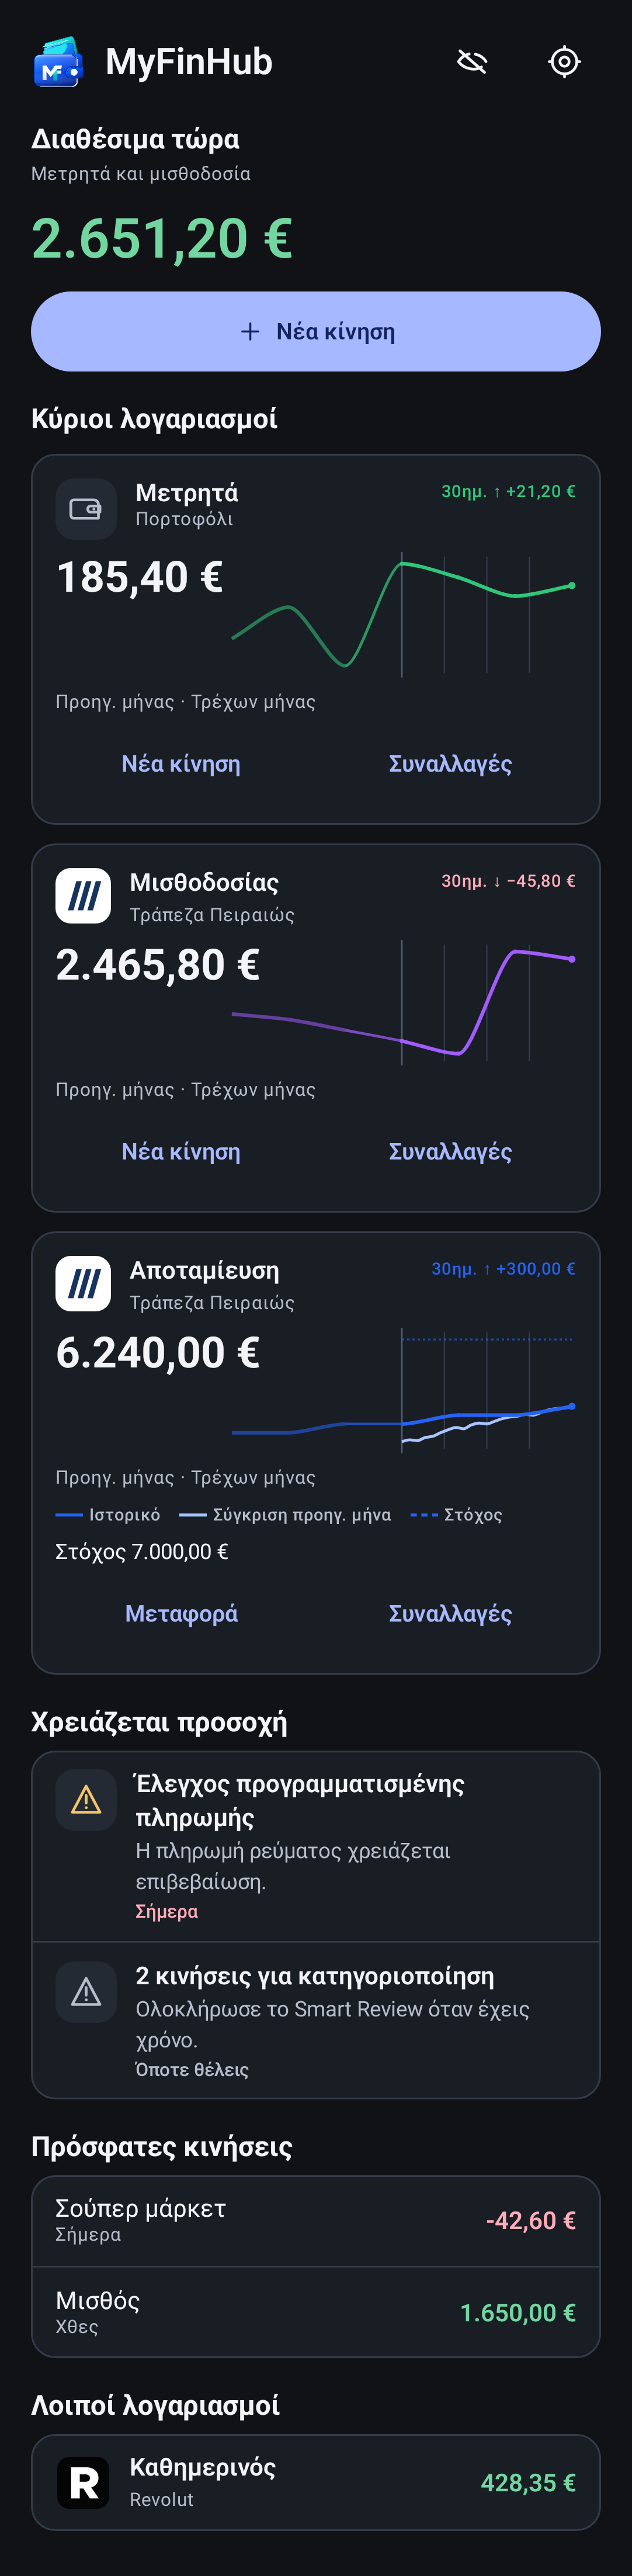 MyFinHub
Διαθέσιμα τώρα
Μετρητά και μισθοδοσία
2.651,20 €
+ Νέα κίνηση
Κύριοι λογαριασμοί
Μετρητά
30ημ. ↑ +21,20 €
Πορτοφόλι
185,40 €
Προηγ. μήνας · Τρέχων μήνας
Νέα κίνηση
Συναλλαγές
Μισθοδοσίας
30ημ. ↓ −45,80 €
Τράπεζα Πειραιώς
2.465,80 €
Προηγ. μήνας · Τρέχων μήνας
Νέα κίνηση
Συναλλαγές
Αποταμίευση
30ημ. ↑ +300,00 €
Τράπεζα Πειραιώς
6.240,00 €
Προηγ. μήνας · Τρέχων μήνας
Ιστορικό
Σύγκριση προηγ. μήνα
Στόχος
Στόχος 7.000,00 €
Μεταφορά
Συναλλαγές
Χρειάζεται προσοχή
Έλεγχος προγραμματισμένης
πληρωμής
Η πληρωμή ρεύματος χρειάζεται
επιβεβαίωση.
Σήμερα
2 κινήσεις για κατηγοριοποίηση
Ολοκλήρωσε το Smart Review όταν έχεις
χρόνο.
Όποτε θέλεις
Πρόσφατες κινήσεις
Σούπερ μάρκετ
Σήμερα
-42,60 €
Μισθός
Χθες
1.650,00 €
Λοιποί λογαριασμοί
R
Καθημερινός
Revolut
428,35 €